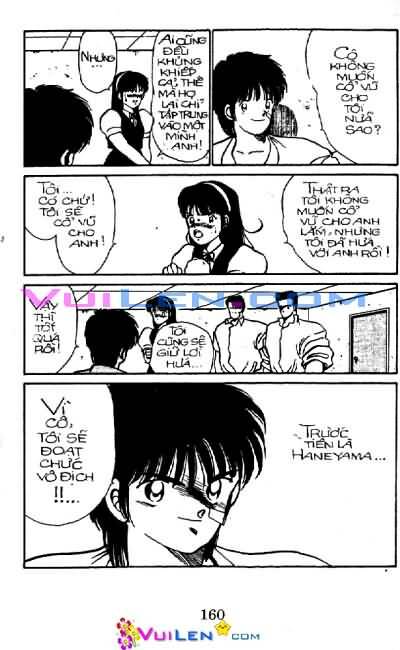 NHƯNG...
AI CŨNG
ĐỀU
KHỦNG
KHIẾP
CẢ, THẾ
MÀ HỌ
LẠI CHỈ
TẬP TRUNG
VÀO MỘT
MÌNH
ANH!
CÔ
KHÔNG
MUỐN
CỔ VŨ
CHO
TÔI
NỮA
SAO?
TÔI...
CÓ CHỨ!
TÔI SẼ
CỔ VŨ
CHO
ANH!
THẬT RA
TÔI KHÔNG
MUỐN CỔ
VŨ CHO ANH
LẮM, NHƯNG
TÔI ĐÃ HỨA
VỚI ANH RỒI!
VUILEN.COM
VẬY
THÌ
TỐT
QUÁ
RỒI!
TÔI
CŨNG SẼ
GIỮ LỜI
HỨA...
VÌ
CÔ,
TÔI SẼ
ĐOẠT
CHỨC
VÔ ĐỊCH
!!.....
TRƯỚC
TIÊN LÀ
HANEYAMA...
160
VUILEN.COM